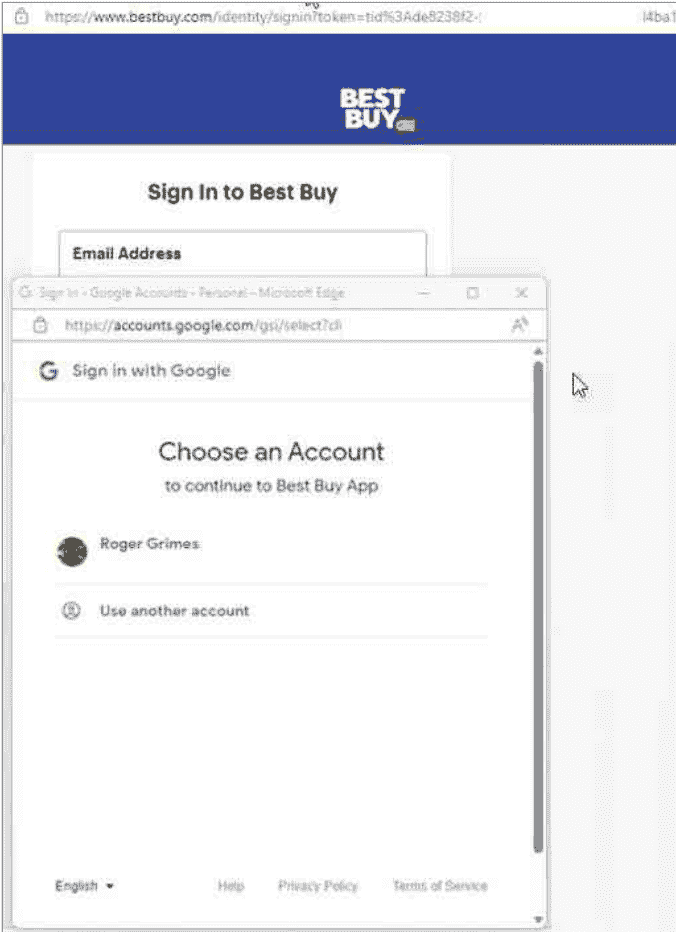 https://www.bestbuy.com/identity/signin?token=tid%3Ade8238f2-
l4ba1
BEST
BUY
Sign In to Best Buy
Email Address
Sign In - Google Accounts - Personal - Microsoft Edge
https://accounts.google.com/gsi/select?cli
G Sign in with Google
Choose an Account
to continue to Best Buy App
Roger Grimes
Use another account
English
Help Privacy Policy Terms of Service